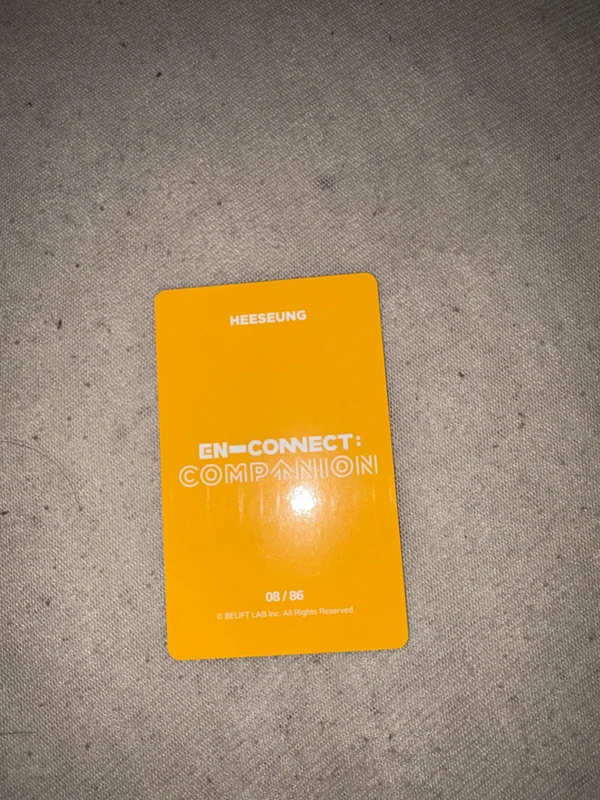 HEESEUNG
EN-CONNECT:
COMPANION
08 / 86
© BELIFT LAB Inc. All Rights Reserved.